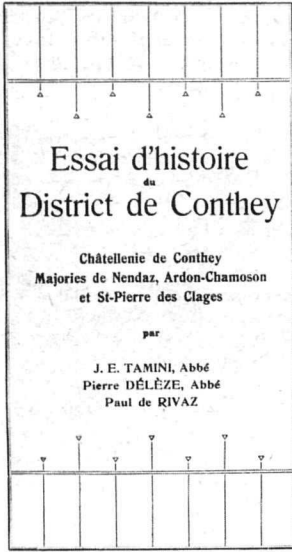 Essai d'histoire
du
District de Conthey
Châtellenie de Conthey
Majories de Nendaz, Ardon-Chamoson
et St-Pierre des Clages
par
J. E. TAMINI, Abbé
Pierre DÉLÈZE, Abbé
Paul de RIVAZ